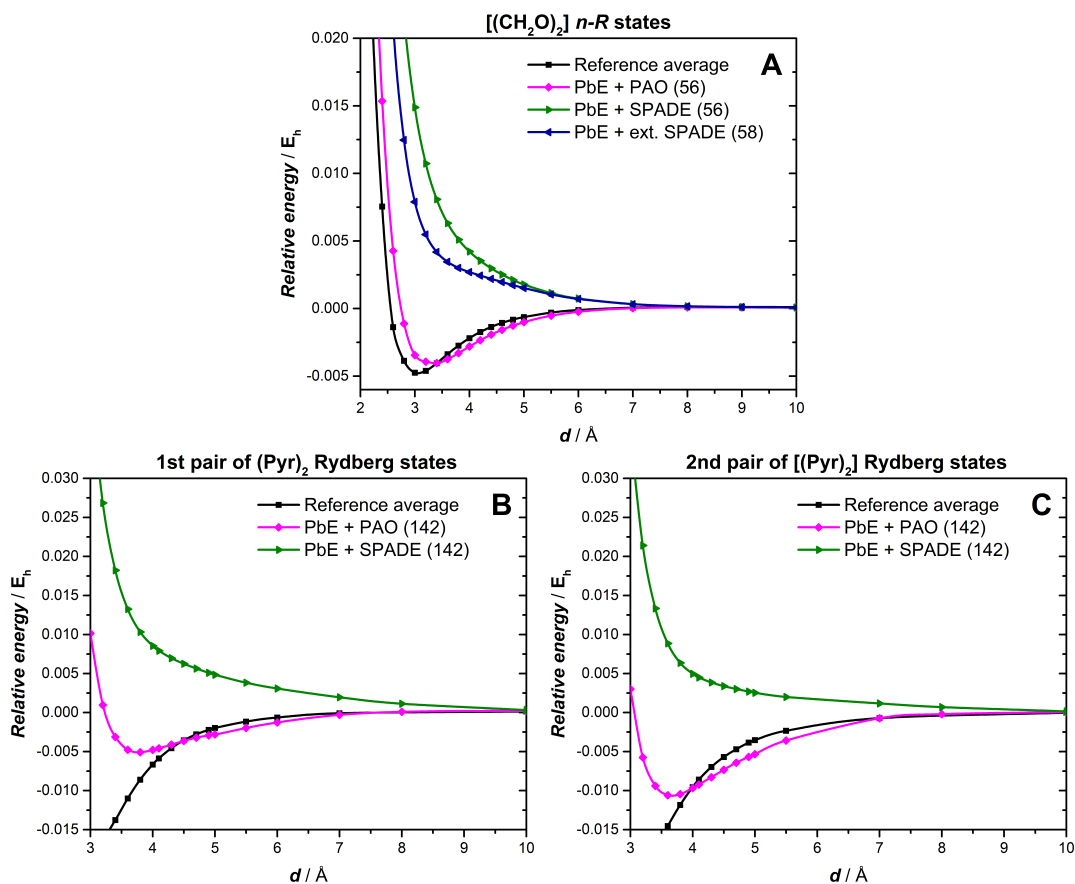 [(CH₂O)₂] n-R states
A
Reference average
PbE + PAO (56)
PbE + SPADE (56)
PbE + ext. SPADE (58)
Relative energy / Eₕ
0.020
0.015
0.010
0.005
0.000
-0.005
2 3 4 5 6 7 8 9 10
d / Å
1st pair of (Pyr)₂ Rydberg states
B
Reference average
PbE + PAO (142)
PbE + SPADE (142)
Relative energy / Eₕ
0.030
0.025
0.020
0.015
0.010
0.005
0.000
-0.005
-0.010
-0.015
3 4 5 6 7 8 9 10
d / Å
2nd pair of [(Pyr)₂] Rydberg states
C
Reference average
PbE + PAO (142)
PbE + SPADE (142)
Relative energy / Eₕ
0.030
0.025
0.020
0.015
0.010
0.005
0.000
-0.005
-0.010
-0.015
3 4 5 6 7 8 9 10
d / Å